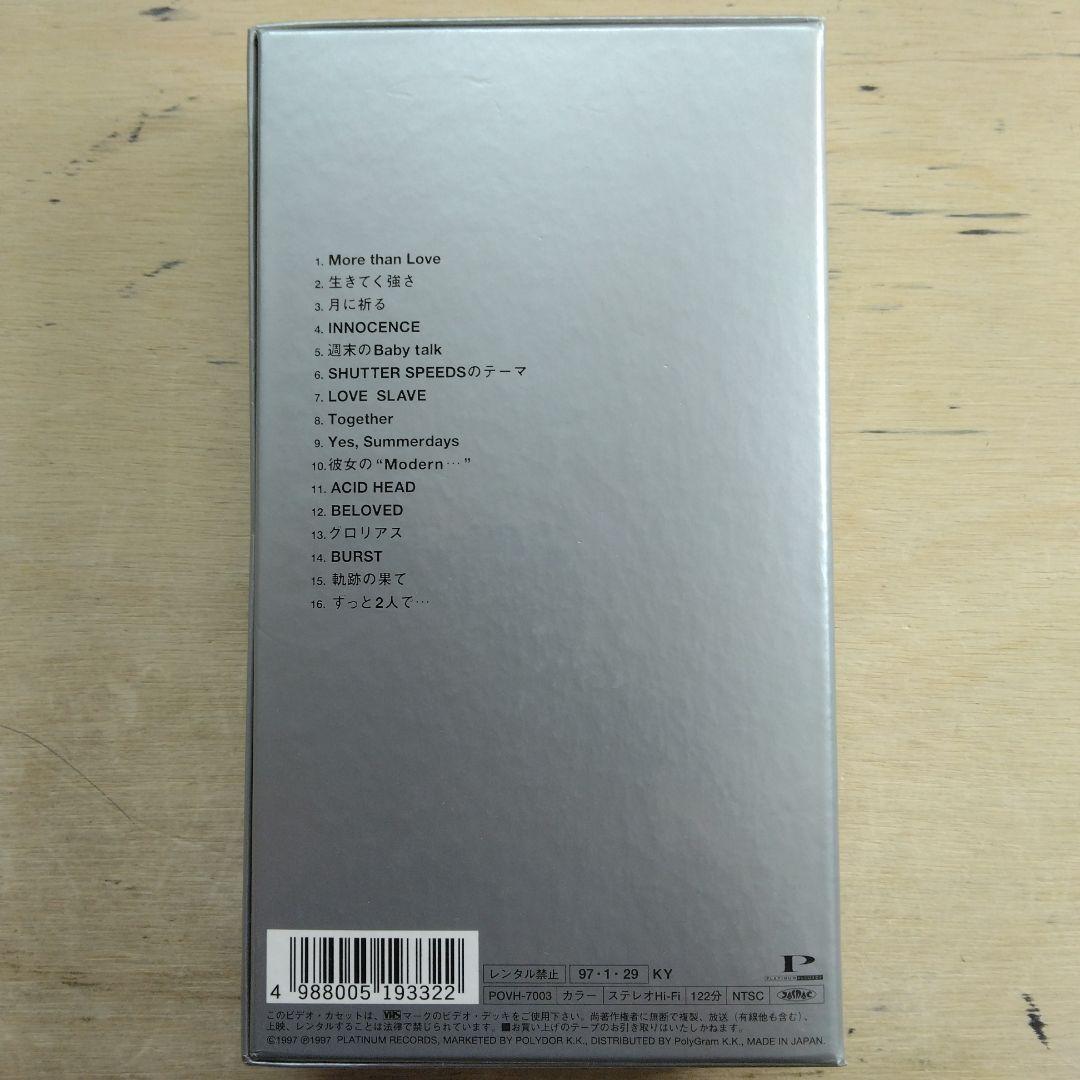 1. More than Love
2. 生きてく強さ
3. 月に祈る
4. INNOCENCE
5. 週末のBaby talk
6. SHUTTER SPEEDSのテーマ
7. LOVE SLAVE
8. Together
9. Yes, Summerdays
10. 彼女の“Modern…”
11. ACID HEAD
12. BELOVED
13. グロリアス
14. BURST
15. 軌跡の果て
16. ずっと2人で…
4 988005 193322
レンタル禁止 97・1・29 KY
P
PLATINUM RECORDS
POVH-7003 カラー ステレオHi-Fi 122分 NTSC JASRAC
このビデオ・カセットは、VHSマークのビデオ・デッキをご使用下さい。尚著作権者に無断で複製、放送（有線他も含む）、
上映、レンタルすることは法律で禁じられています。■お買い上げのテープのお引き取りはいたしかねます。
©1997 ℗1997 PLATINUM RECORDS, MARKETED BY POLYDOR K.K., DISTRIBUTED BY PolyGram K.K., MADE IN JAPAN.